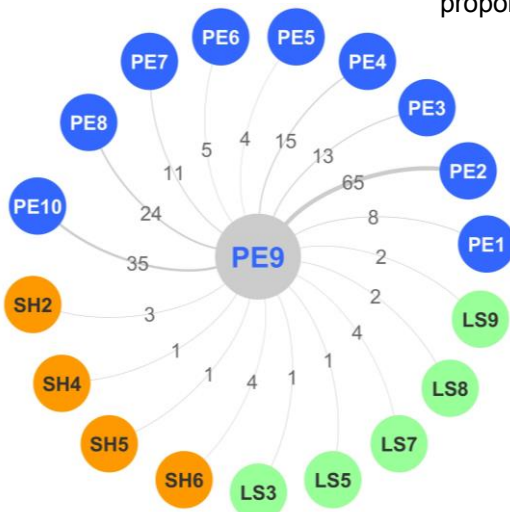 propor
PE6
PE5
PE7
PE4
PE3
PE8
PE2
PE10
PE1
PE9
SH2
LS9
SH4
LS8
SH5
LS7
SH6
LS3
LS5
5
4
15
11
13
65
24
8
35
2
3
2
1
4
1
4
1
1